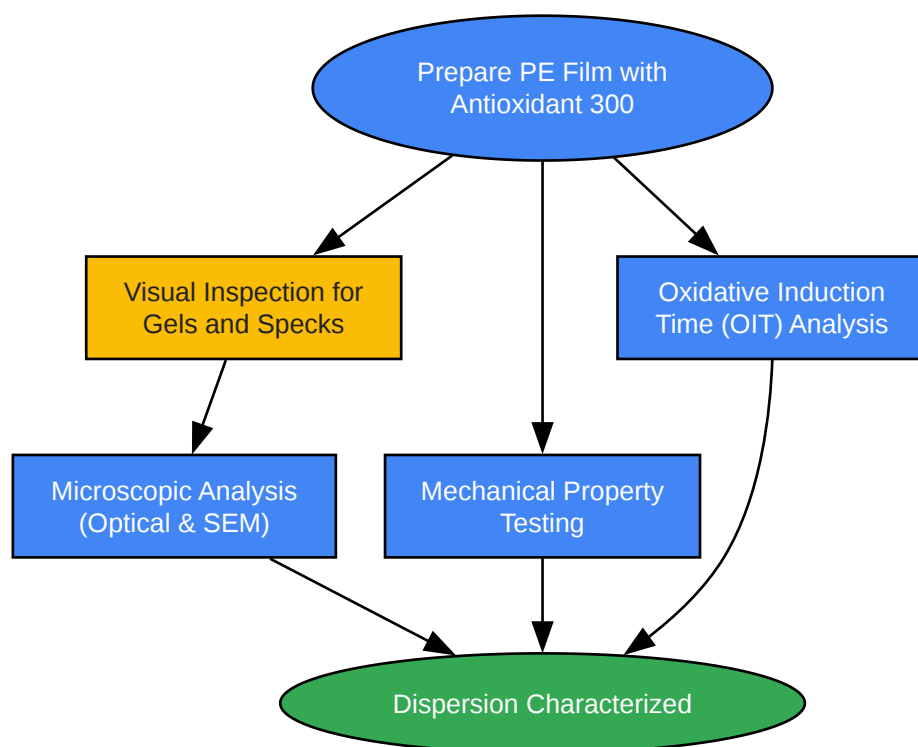 Prepare PE Film with
Antioxidant 300
Visual Inspection for
Gels and Specks
Oxidative Induction
Time (OIT) Analysis
Microscopic Analysis
(Optical & SEM)
Mechanical Property
Testing
Dispersion Characterized